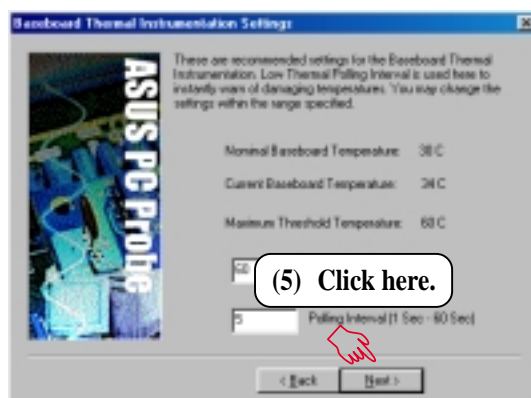 Baseboard Thermal Instrumentation Settings
ASUS PC Probe
These are recommended settings for the Baseboard Thermal
Instrumentation. Low Thermal Polling Interval is used here to
instantly warn of damaging temperatures. You may change the
settings within the range specified.
Nominal Baseboard Temperature: 30 C
Current Baseboard Temperature: 34 C
Maximum Threshold Temperature: 60 C
60
(5) Click here.
5 Polling Interval (1 Sec - 60 Sec)
< Back Next >